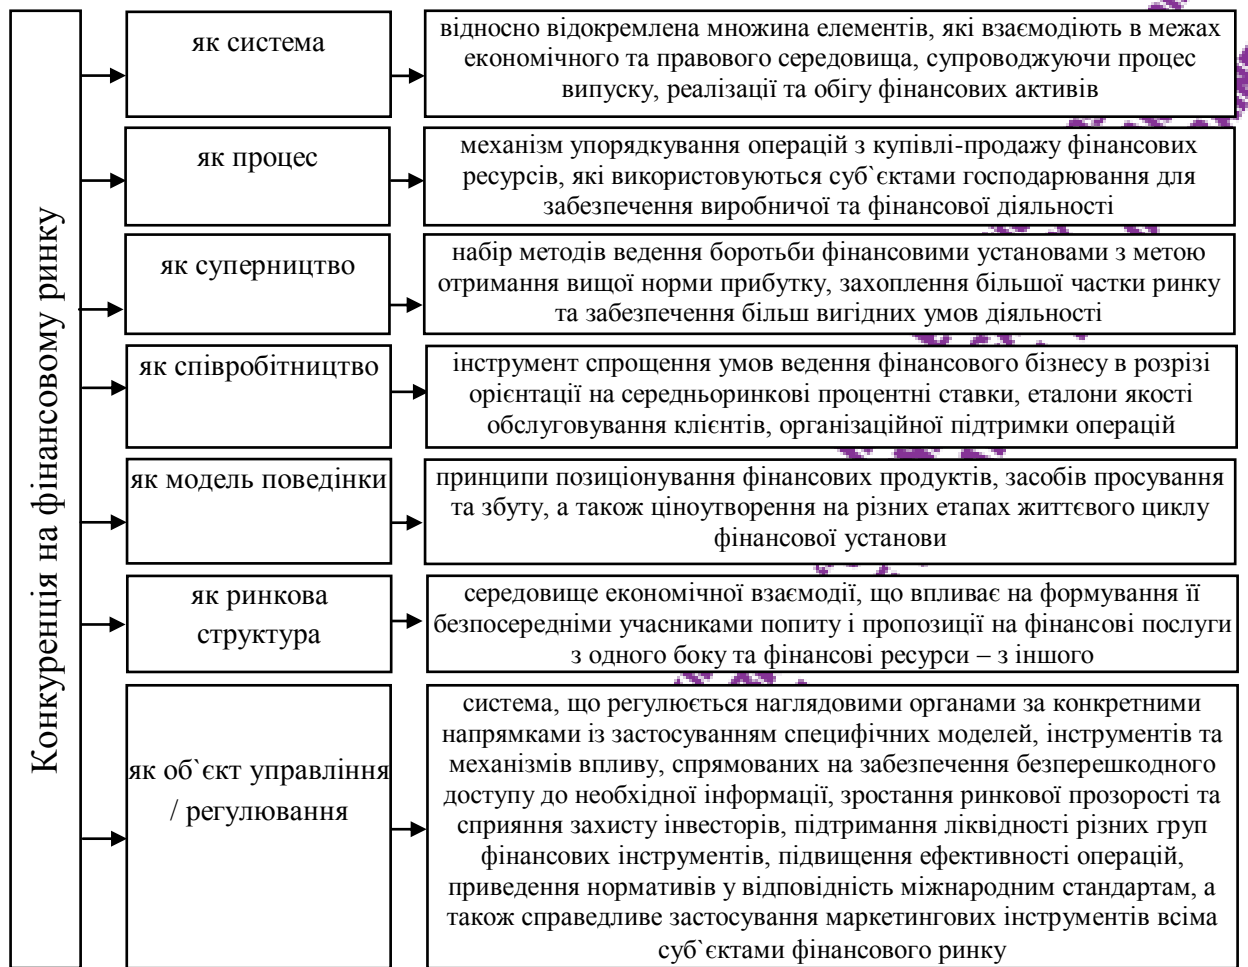 Конкуренція на фінансовому ринку
як система
відносно відокремлена множина елементів, які взаємодіють в межах
економічного та правового середовища, супроводжуючи процес
випуску, реалізації та обігу фінансових активів
як процес
механізм упорядкування операцій з купівлі-продажу фінансових
ресурсів, які використовуються суб`єктами господарювання для
забезпечення виробничої та фінансової діяльності
як суперництво
набір методів ведення боротьби фінансовими установами з метою
отримання вищої норми прибутку, захоплення більшої частки ринку
та забезпечення більш вигідних умов діяльності
як співробітництво
інструмент спрощення умов ведення фінансового бізнесу в розрізі
орієнтації на середньоринкові процентні ставки, еталони якості
обслуговування клієнтів, організаційної підтримки операцій
як модель поведінки
принципи позиціонування фінансових продуктів, засобів просування
та збуту, а також ціноутворення на різних етапах життєвого циклу
фінансової установи
як ринкова
структура
середовище економічної взаємодії, що впливає на формування її
безпосередніми учасниками попиту і пропозиції на фінансові послуги
з одного боку та фінансові ресурси – з іншого
як об`єкт управління
/ регулювання
система, що регулюється наглядовими органами за конкретними
напрямками із застосуванням специфічних моделей, інструментів та
механізмів впливу, спрямованих на забезпечення безперешкодного
доступу до необхідної інформації, зростання ринкової прозорості та
сприяння захисту інвесторів, підтримання ліквідності різних груп
фінансових інструментів, підвищення ефективності операцій,
приведення нормативів у відповідність міжнародним стандартам, а
також справедливе застосування маркетингових інструментів всіма
суб`єктами фінансового ринку